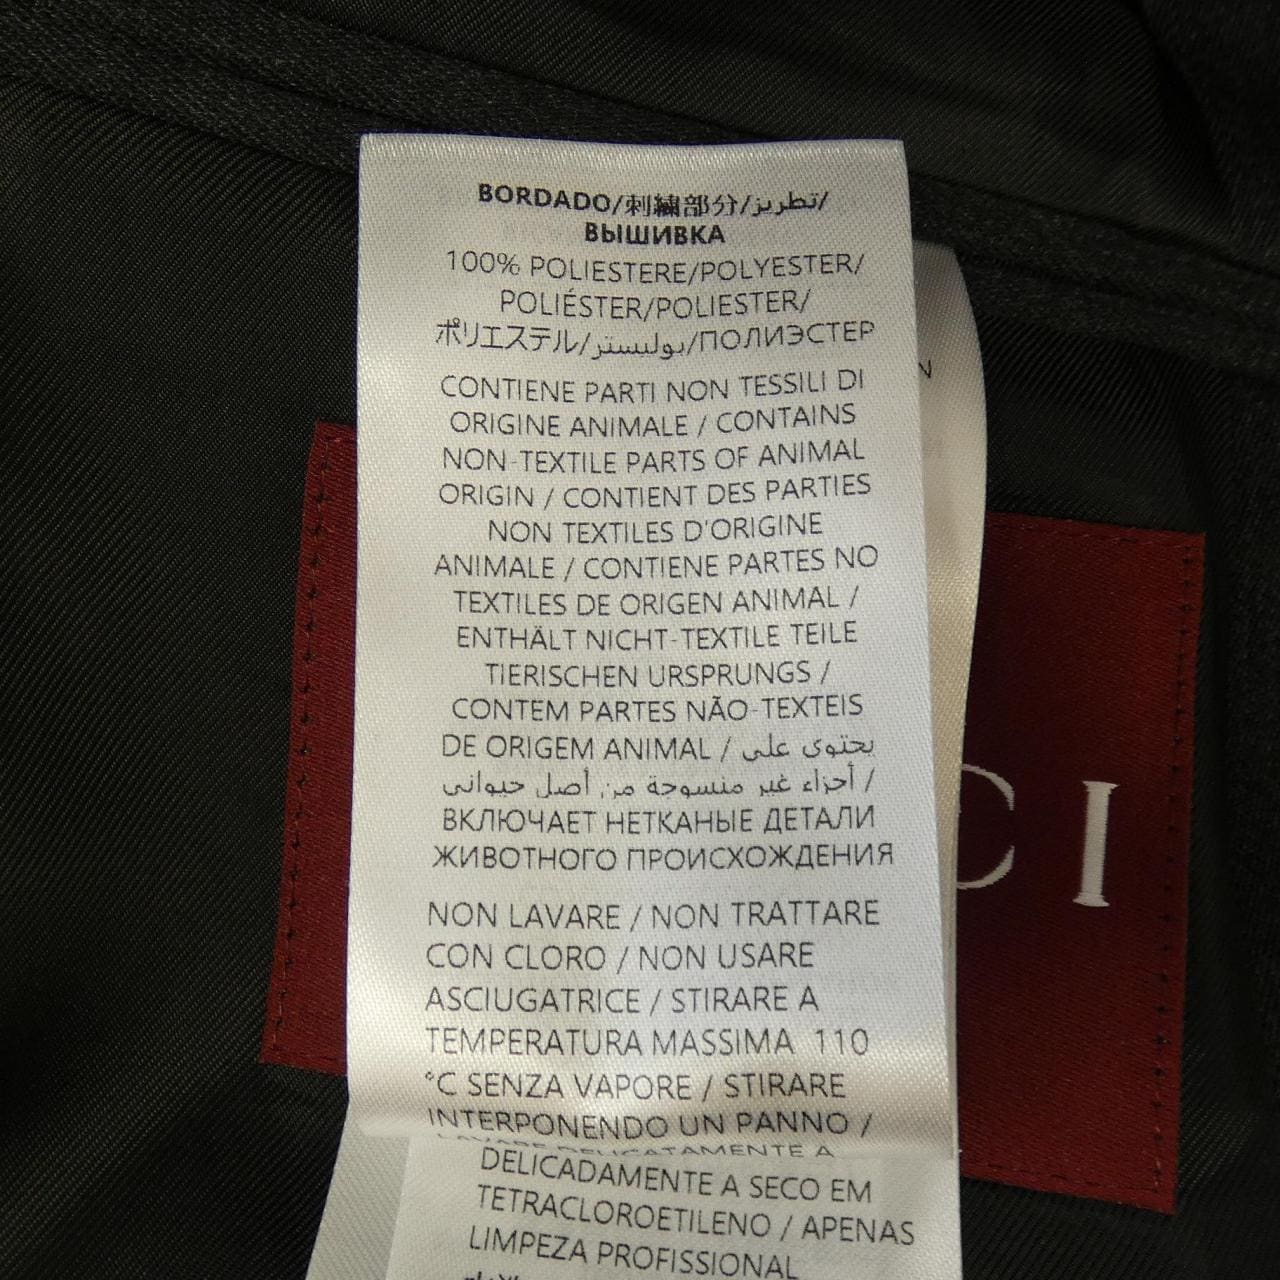 BORDADO/刺繍部分/تطريز/
ВЫШИВКА
100% POLIESTERE/POLYESTER/
POLIÉSTER/POLIESTER/
ポリエステル/بوليستر/ПОЛИЭСТЕР
CONTIENE PARTI NON TESSILI DI
ORIGINE ANIMALE / CONTAINS
NON-TEXTILE PARTS OF ANIMAL
ORIGIN / CONTIENT DES PARTIES
NON TEXTILES D'ORIGINE
ANIMALE / CONTIENE PARTES NO
TEXTILES DE ORIGEN ANIMAL /
ENTHÄLT NICHT-TEXTILE TEILE
TIERISCHEN URSPRUNGS /
CONTEM PARTES NÃO-TEXTEIS
DE ORIGEM ANIMAL / يحتوى على
أجزاء غير منسوجة من أصل حيوانى /
ВКЛЮЧАЕТ НЕТКАНЫЕ ДЕТАЛИ
ЖИВОТНОГО ПРОИСХОЖДЕНИЯ
NON LAVARE / NON TRATTARE
CON CLORO / NON USARE
ASCIUGATRICE / STIRARE A
TEMPERATURA MASSIMA 110
°C SENZA VAPORE / STIRARE
INTERPONENDO UN PANNO /
LAVARE DELICATAMENTE A
DELICADAMENTE A SECO EM
TETRACLOROETILENO / APENAS
LIMPEZA PROFISSIONAL
N
CI